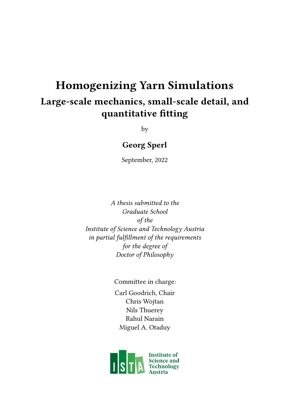 Homogenizing Yarn Simulations
Large-scale mechanics, small-scale detail, and
quantitative fitting
by
Georg Sperl
September, 2022
A thesis submitted to the
Graduate School
of the
Institute of Science and Technology Austria
in partial fulfillment of the requirements
for the degree of
Doctor of Philosophy
Committee in charge:
Carl Goodrich, Chair
Chris Wojtan
Nils Thuerey
Rahul Narain
Miguel A. Otaduy
ISTA
Institute of
Science and
Technology
Austria